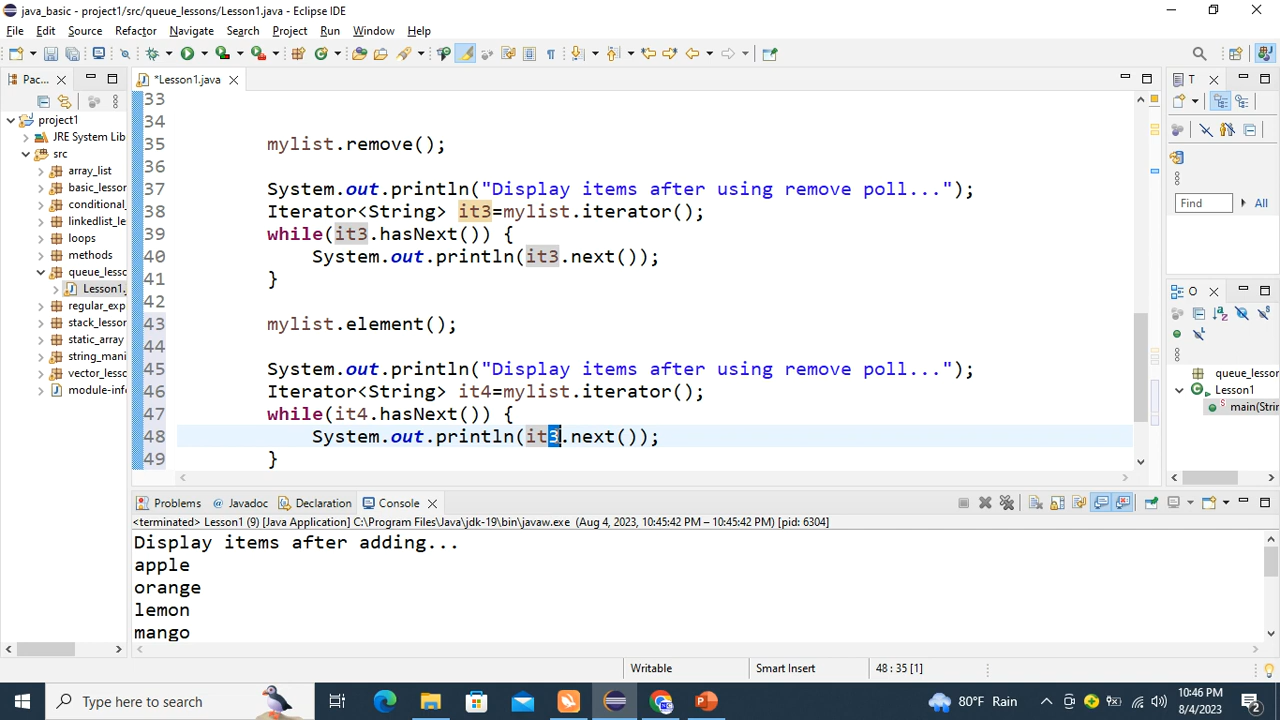 java_basic - project1/src/queue_lessons/Lesson1.java - Eclipse IDE
File Edit Source Refactor Navigate Search Project Run Window Help
Pac...
*Lesson1.java
T
project1
JRE System Lib
src
array_list
basic_lesso
conditional_
linkedlist_le
loops
methods
queue_lesso
Lesson1.
regular_exp
stack_lesson
static_array
string_mani
vector_lesso
module-info
33
34
35 mylist.remove();
36
37 System.out.println("Display items after using remove poll...");
38 Iterator<String> it3=mylist.iterator();
39 while(it3.hasNext()) {
40 System.out.println(it3.next());
41 }
42
43 mylist.element();
44
45 System.out.println("Display items after using remove poll...");
46 Iterator<String> it4=mylist.iterator();
47 while(it4.hasNext()) {
48 System.out.println(it3.next());
49 }
Find
All
O
queue_lesson
Lesson1
main(Strin
Problems Javadoc Declaration Console
<terminated> Lesson1 (9) [Java Application] C:\Program Files\Java\jdk-19\bin\javaw.exe (Aug 4, 2023, 10:45:42 PM – 10:45:42 PM) [pid: 6304]
Display items after adding...
apple
orange
lemon
mango
Writable
Smart Insert
48 : 35 [1]
Type here to search
80°F Rain
10:46 PM
8/4/2023
2